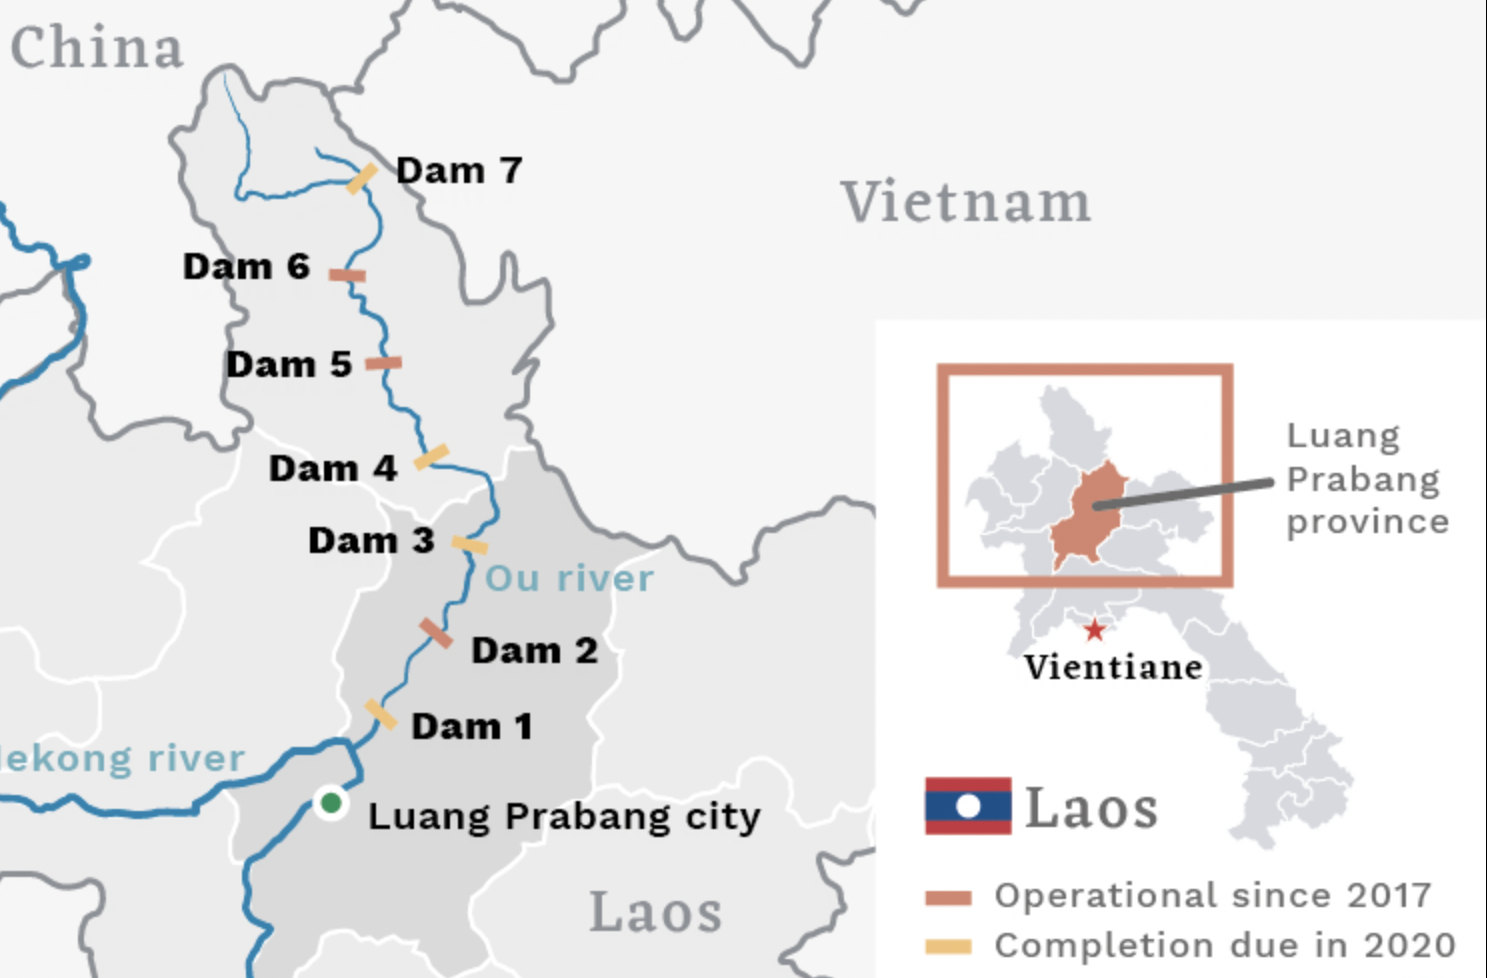 China
Dam 7
Vietnam
Dam 6
Dam 5
Dam 4
Dam 3
Ou river
Dam 2
Dam 1
ekong river
Luang Prabang city
Laos
Luang
Prabang
province
Vientiane
Laos
Operational since 2017
Completion due in 2020